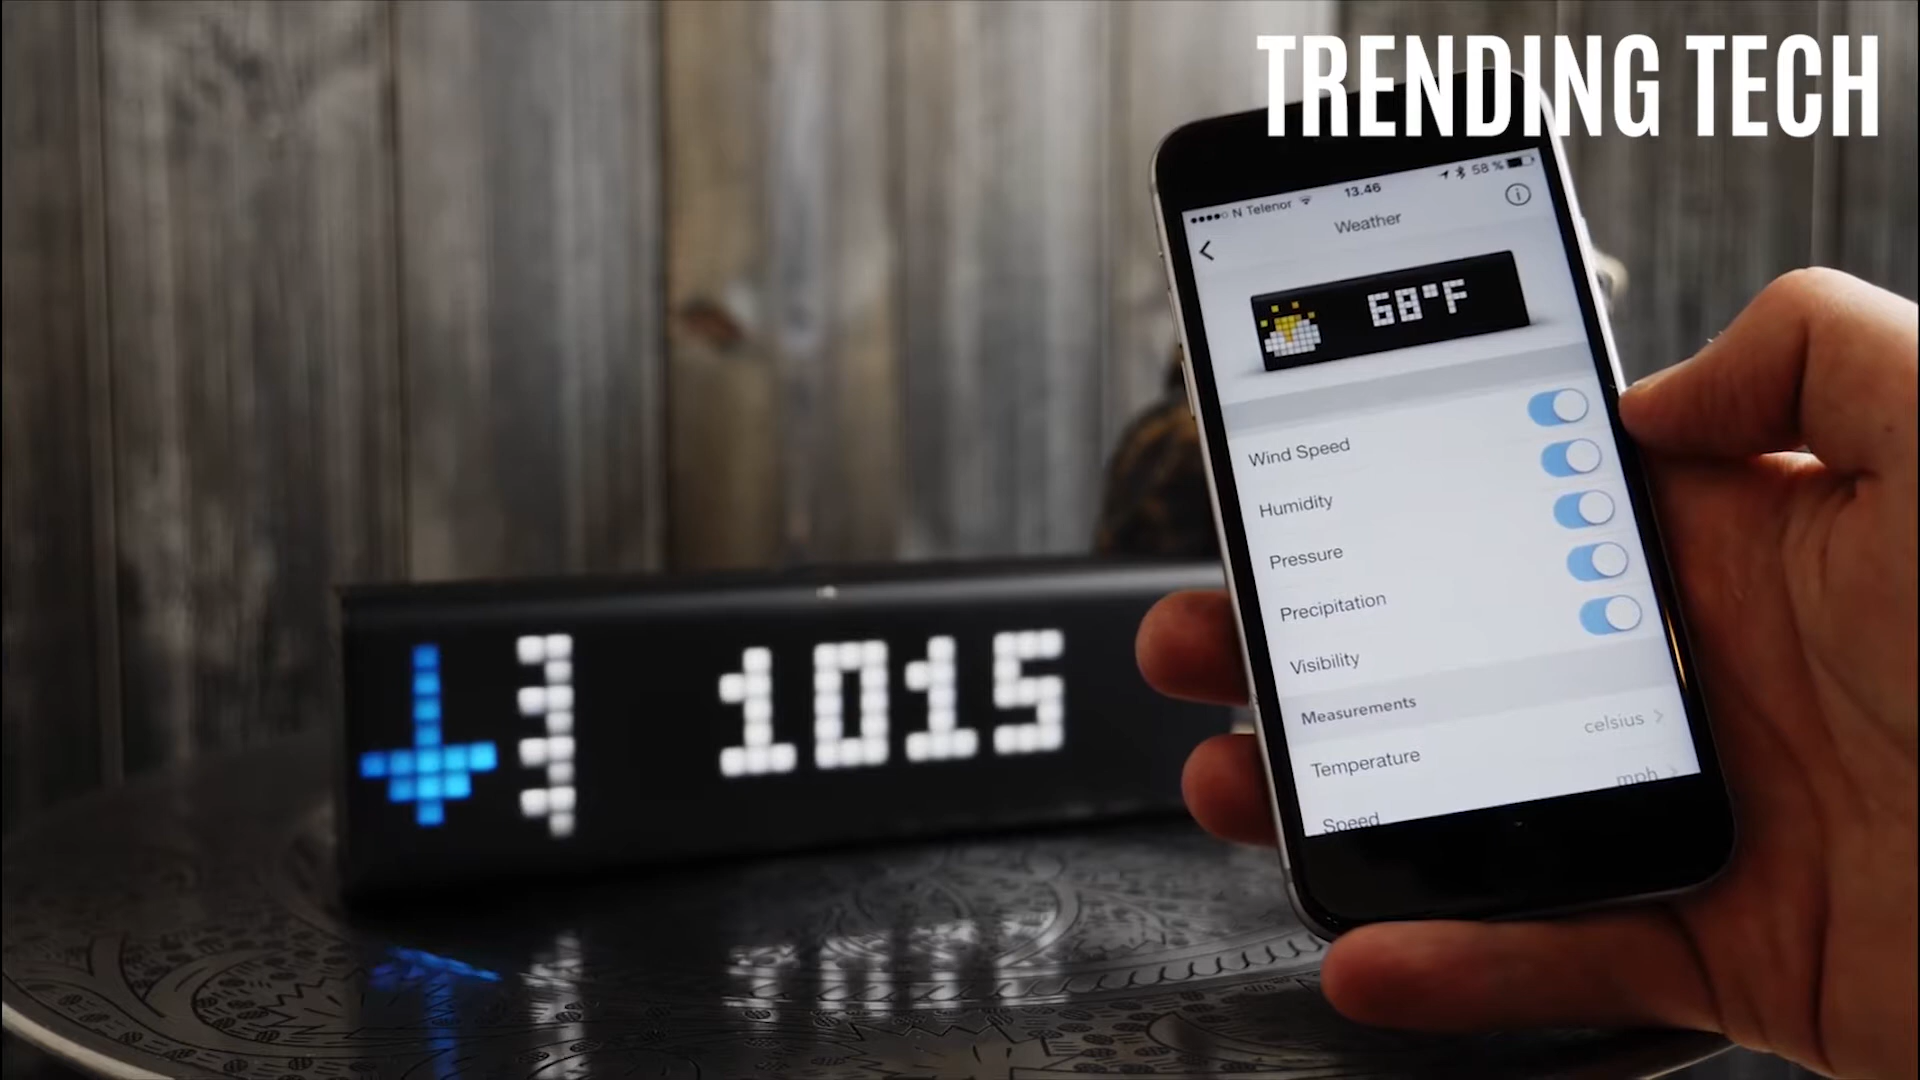 TRENDING TECH
N Telenor 13.46 58 %
Weather
68°F
Wind Speed
Humidity
Pressure
Precipitation
Visibility
Measurements
Temperature celsius
Speed mph
1015